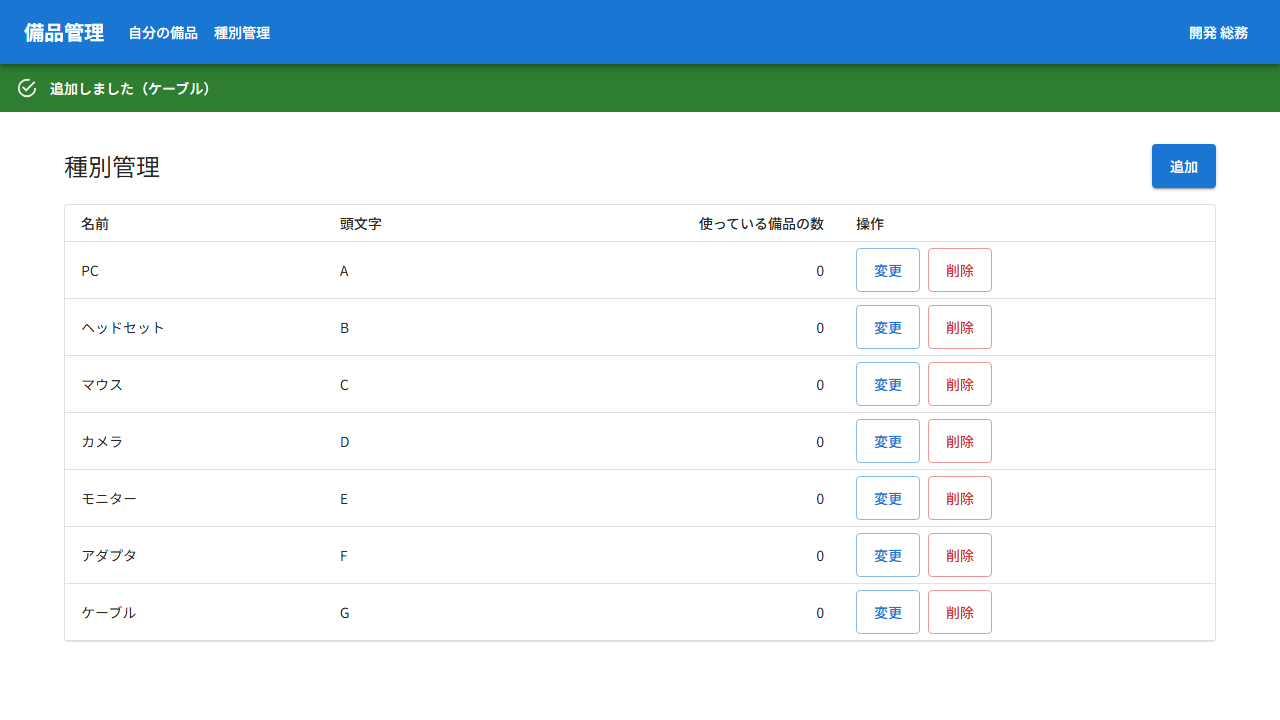 備品管理 自分の備品 種別管理 開発 総務
追加しました（ケーブル）
種別管理 追加
名前 頭文字 使っている備品の数 操作
PC A 0 変更 削除
ヘッドセット B 0 変更 削除
マウス C 0 変更 削除
カメラ D 0 変更 削除
モニター E 0 変更 削除
アダプタ F 0 変更 削除
ケーブル G 0 変更 削除